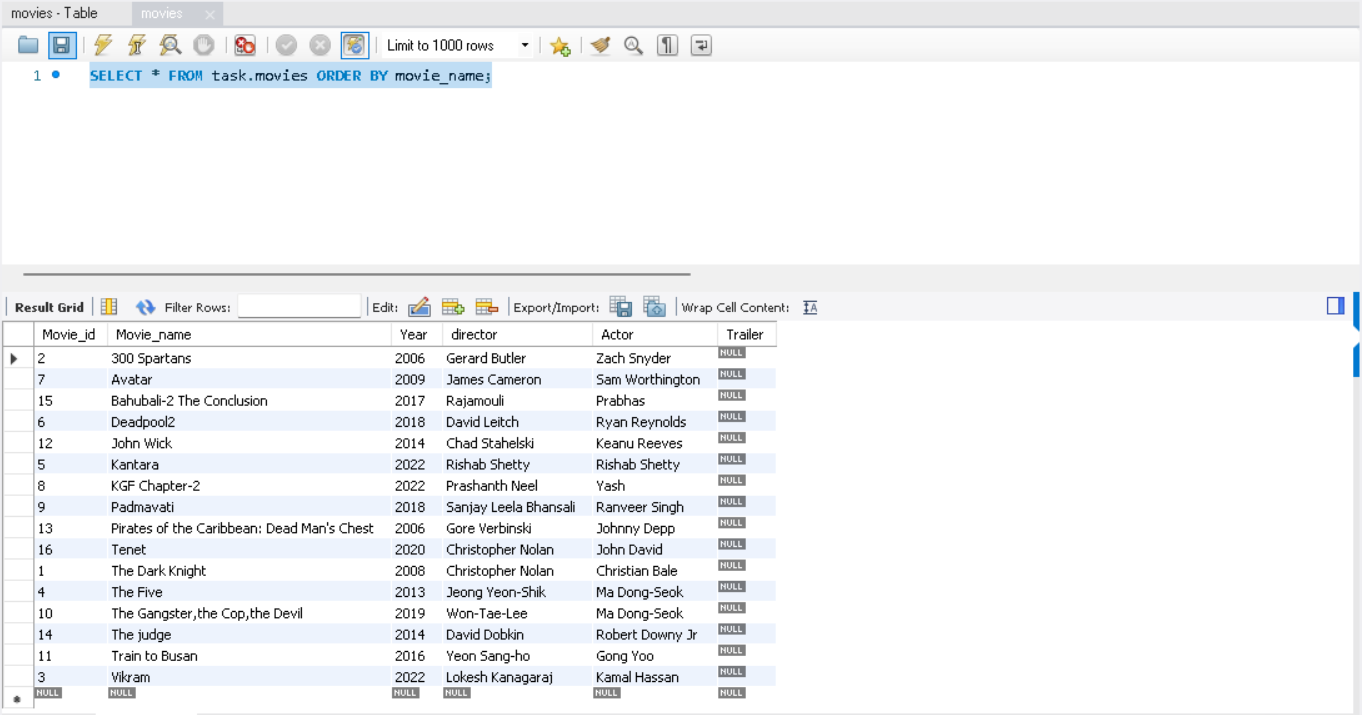 movies - Table movies
Limit to 1000 rows
1 SELECT * FROM task.movies ORDER BY movie_name;
Result Grid Filter Rows: Edit: Export/Import: Wrap Cell Content:
Movie_id Movie_name Year director Actor Trailer
2 300 Spartans 2006 Gerard Butler Zach Snyder NULL
7 Avatar 2009 James Cameron Sam Worthington NULL
15 Bahubali-2 The Conclusion 2017 Rajamouli Prabhas NULL
6 Deadpool2 2018 David Leitch Ryan Reynolds NULL
12 John Wick 2014 Chad Stahelski Keanu Reeves NULL
5 Kantara 2022 Rishab Shetty Rishab Shetty NULL
8 KGF Chapter-2 2022 Prashanth Neel Yash NULL
9 Padmavati 2018 Sanjay Leela Bhansali Ranveer Singh NULL
13 Pirates of the Caribbean: Dead Man's Chest 2006 Gore Verbinski Johnny Depp NULL
16 Tenet 2020 Christopher Nolan John David NULL
1 The Dark Knight 2008 Christopher Nolan Christian Bale NULL
4 The Five 2013 Jeong Yeon-Shik Ma Dong-Seok NULL
10 The Gangster,the Cop,the Devil 2019 Won-Tae-Lee Ma Dong-Seok NULL
14 The judge 2014 David Dobkin Robert Downy Jr NULL
11 Train to Busan 2016 Yeon Sang-ho Gong Yoo NULL
3 Vikram 2022 Lokesh Kanagaraj Kamal Hassan NULL
NULL NULL NULL NULL NULL NULL